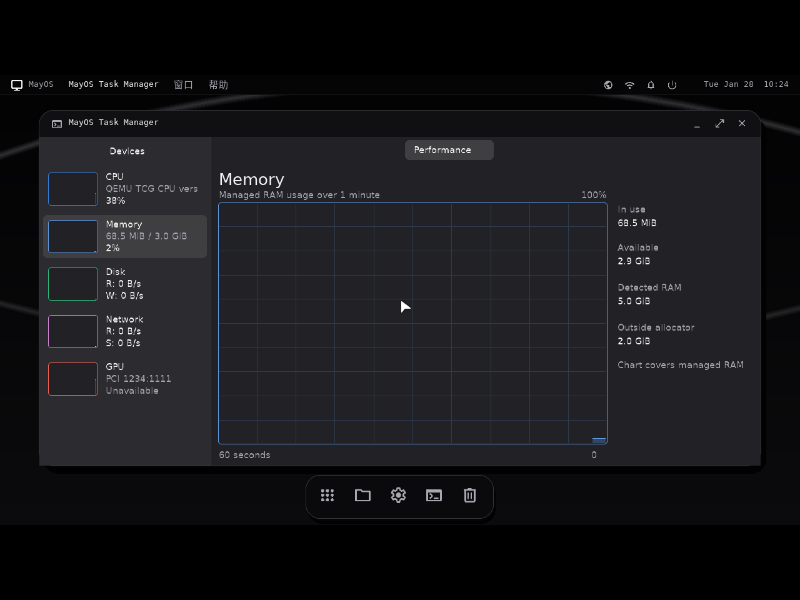 MayOS MayOS Task Manager 窗口 帮助 Tue Jan 28 10:24
MayOS Task Manager
Devices
CPU
QEMU TCG CPU vers
38%
Memory
68.5 MiB / 3.0 GiB
2%
Disk
R: 0 B/s
W: 0 B/s
Network
R: 0 B/s
S: 0 B/s
GPU
PCI 1234:1111
Unavailable
Performance
Memory
Managed RAM usage over 1 minute 100%
60 seconds 0
In use
68.5 MiB
Available
2.9 GiB
Detected RAM
5.0 GiB
Outside allocator
2.0 GiB
Chart covers managed RAM